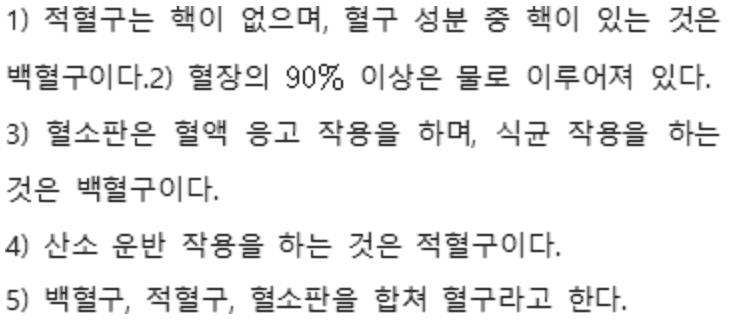 1) 적혈구는 핵이 없으며, 혈구 성분 중 핵이 있는 것은
백혈구이다.2) 혈장의 90% 이상은 물로 이루어져 있다.
3) 혈소판은 혈액 응고 작용을 하며, 식균 작용을 하는
것은 백혈구이다.
4) 산소 운반 작용을 하는 것은 적혈구이다.
5) 백혈구, 적혈구, 혈소판을 합쳐 혈구라고 한다.